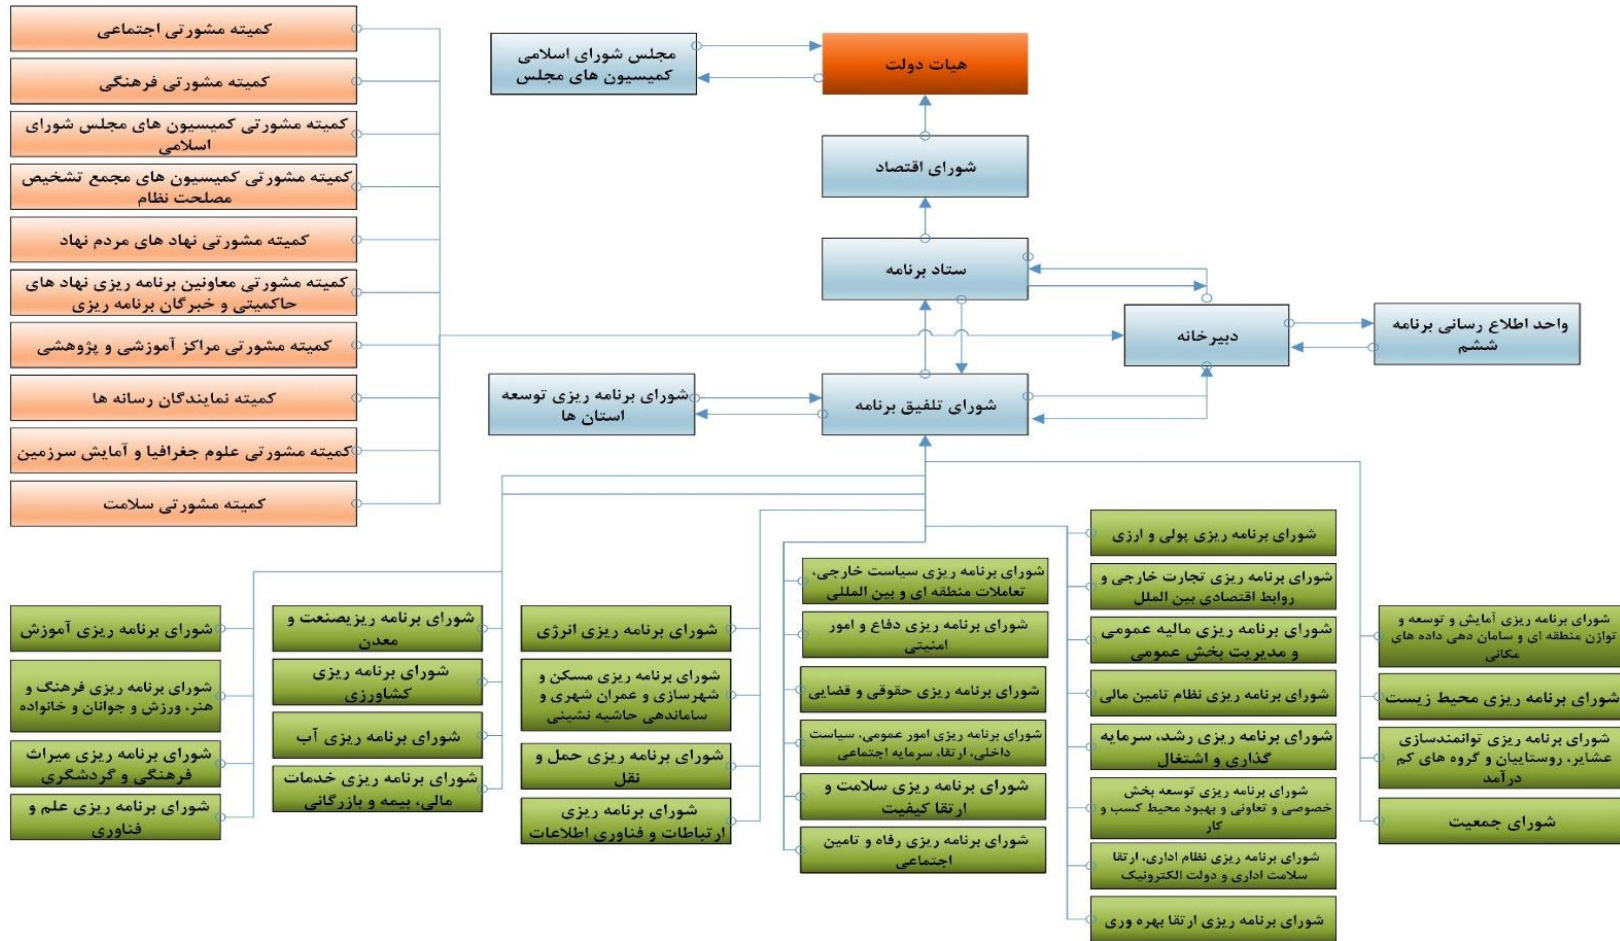 هیات دولت
مجلس شورای اسلامی
کمیسیون های مجلس
شورای اقتصاد
ستاد برنامه
دبیرخانه
واحد اطلاع رسانی برنامه
ششم
شورای تلفیق برنامه
شورای برنامه ریزی توسعه
استان ها
کمیته مشورتی اجتماعی
کمیته مشورتی فرهنگی
کمیته مشورتی کمیسیون های مجلس شورای
اسلامی
کمیته مشورتی کمیسیون های مجمع تشخیص
مصلحت نظام
کمیته مشورتی نهاد های مردم نهاد
کمیته مشورتی معاونین برنامه ریزی نهاد های
حاکمیتی و خبرگان برنامه ریزی
کمیته مشورتی مراکز آموزشی و پژوهشی
کمیته نمایندگان رسانه ها
کمیته مشورتی علوم جغرافیا و آمایش سرزمین
کمیته مشورتی سلامت
شورای برنامه ریزی آمایش و توسعه و
توازن منطقه ای و سامان دهی داده های
مکانی
شورای برنامه ریزی محیط زیست
شورای برنامه ریزی توانمندسازی
عشایر، روستاییان و گروه های کم
درآمد
شورای جمعیت
شورای برنامه ریزی پولی و ارزی
شورای برنامه ریزی تجارت خارجی و
روابط اقتصادی بین الملل
شورای برنامه ریزی مالیه عمومی
و مدیریت بخش عمومی
شورای برنامه ریزی نظام تامین مالی
شورای برنامه ریزی رشد، سرمایه
گذاری و اشتغال
شورای برنامه ریزی توسعه بخش
خصوصی و تعاونی و بهبود محیط کسب و
کار
شورای برنامه ریزی نظام اداری، ارتقا
سلامت اداری و دولت الکترونیک
شورای برنامه ریزی ارتقا بهره وری
شورای برنامه ریزی سیاست خارجی،
تعاملات منطقه ای و بین المللی
شورای برنامه ریزی دفاع و امور
امنیتی
شورای برنامه ریزی حقوقی و قضایی
شورای برنامه ریزی امور عمومی، سیاست
داخلی، ارتقا، سرمایه اجتماعی
شورای برنامه ریزی سلامت و
ارتقا کیفیت
شورای برنامه ریزی رفاه و تامین
اجتماعی
شورای برنامه ریزی انرژی
شورای برنامه ریزی مسکن و
شهرسازی و عمران شهری و
ساماندهی حاشیه نشینی
شورای برنامه ریزی حمل و
نقل
شورای برنامه ریزی
ارتباطات و فناوری اطلاعات
شورای برنامه ریزیصنعت و
معدن
شورای برنامه ریزی
کشاورزی
شورای برنامه ریزی آب
شورای برنامه ریزی خدمات
مالی، بیمه و بازرگانی
شورای برنامه ریزی آموزش
شورای برنامه ریزی فرهنگ و
هنر، ورزش و جوانان و خانواده
شورای برنامه ریزی میراث
فرهنگی و گردشگری
شورای برنامه ریزی علم و
فناوری